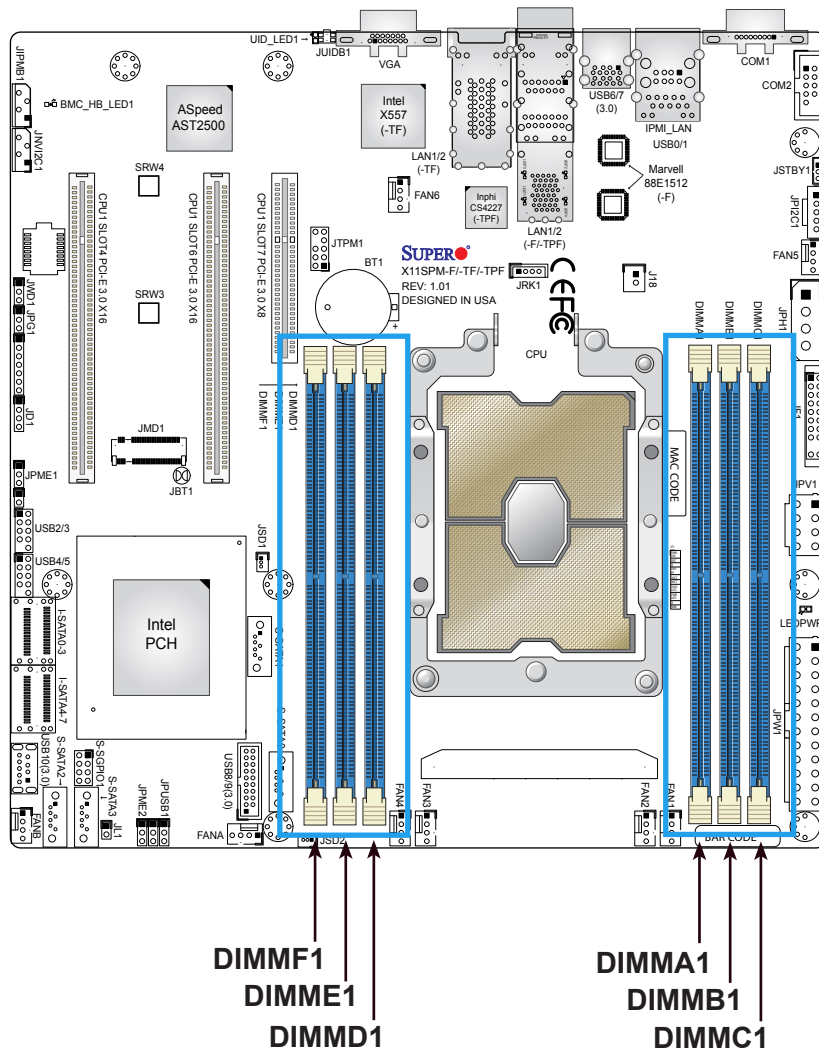 UID_LED1→
JUIDB1
VGA
COM1
JIPMB1
BMC_HB_LED1
ASpeed
AST2500
Intel
X557
(-TF)
USB6/7
(3.0)
IPMI_LAN
USB0/1
COM2
JNVI2C1
LAN1/2
(-TF)
Marvell
88E1512
(-F)
JSTBY1
SRW4
FAN6
Inphi
CS4227
(-TPF)
LAN1/2
(-F/-TPF)
JPI2C1
CPU1 SLOT4 PCI-E 3.0 X16
CPU1 SLOT6 PCI-E 3.0 X16
CPU1 SLOT7 PCI-E 3.0 X8
JTPM1
BT1
SUPERO
X11SPM-F/-TF/-TPF
REV: 1.01
DESIGNED IN USA
JRK1
CE FC
J18
FAN5
JWD1
JPG1
SRW3
+
CPU
DIMMA1
DIMMB1
DIMMC1
JPH1
JD1
DIMMF1
DIMME1
DIMMD1
JF1
JMD1
JBT1
MAC CODE
JPME1
JPV1
USB2/3
USB4/5
JSD1
Intel
PCH
LEDPWR
I-SATA0-3
I-SATA4-7
JPW1
USB10(3.0)
S-SATA2→
S-SGPIO1
S-SATA3
USB8/9(3.0)
FANB
JL1
JPME2
JPUSB1
FANA
JSD2
FAN4
FAN3
FAN2
FAN1
BAR CODE
DIMMF1
DIMME1
DIMMD1
DIMMA1
DIMMB1
DIMMC1